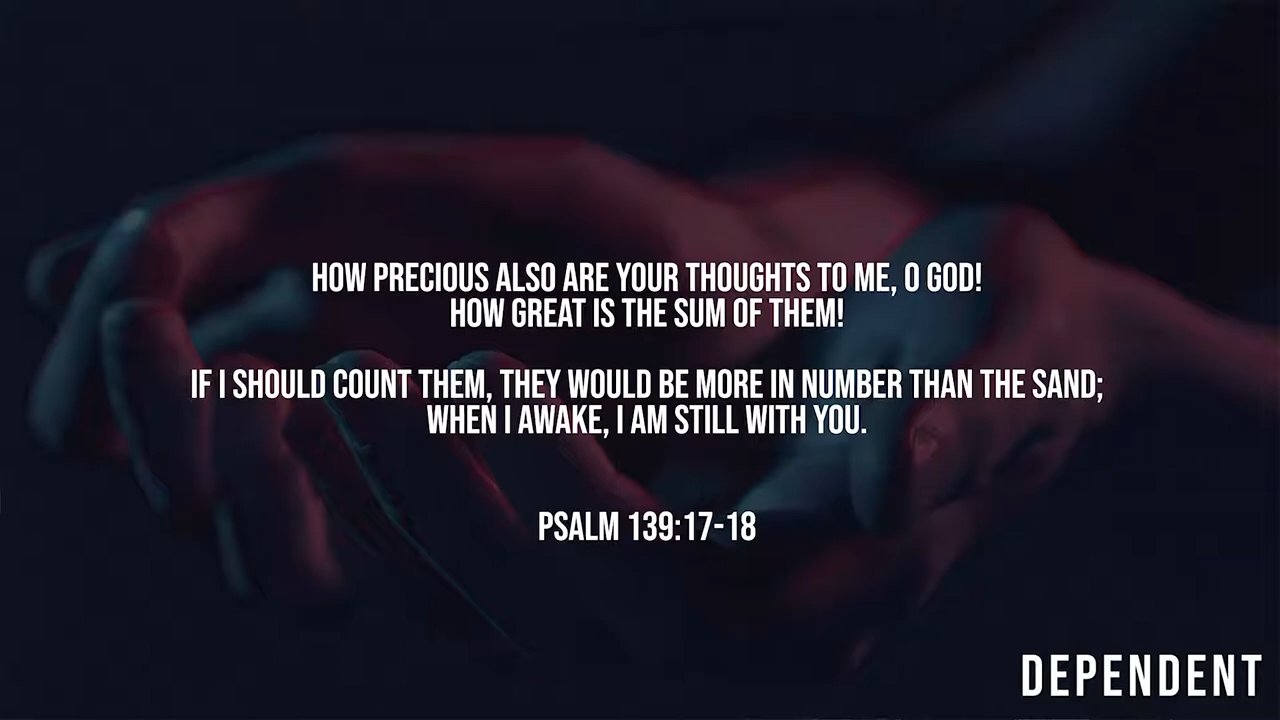 HOW PRECIOUS ALSO ARE YOUR THOUGHTS TO ME, O GOD!
HOW GREAT IS THE SUM OF THEM!
IF I SHOULD COUNT THEM, THEY WOULD BE MORE IN NUMBER THAN THE SAND;
WHEN I AWAKE, I AM STILL WITH YOU.
PSALM 139:17-18
DEPENDENT